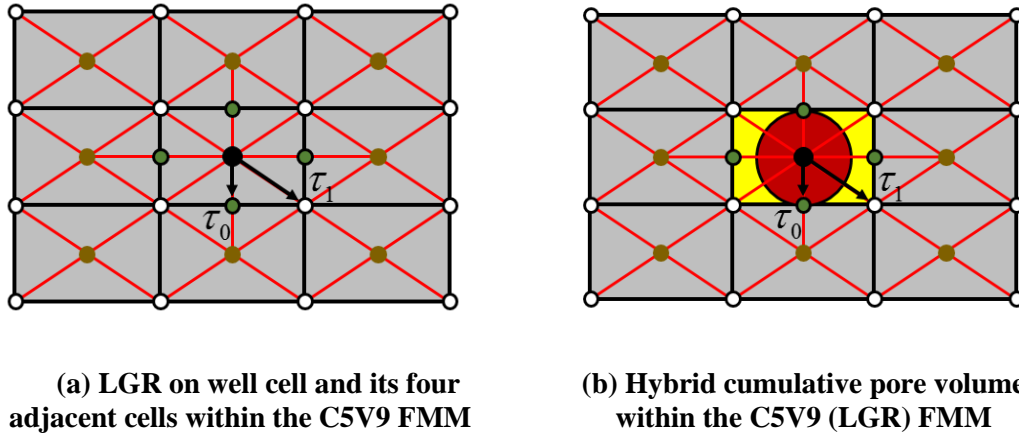 τ₁
τ₀
τ₁
τ₀
(a) LGR on well cell and its four
adjacent cells within the C5V9 FMM
(b) Hybrid cumulative pore volume
within the C5V9 (LGR) FMM